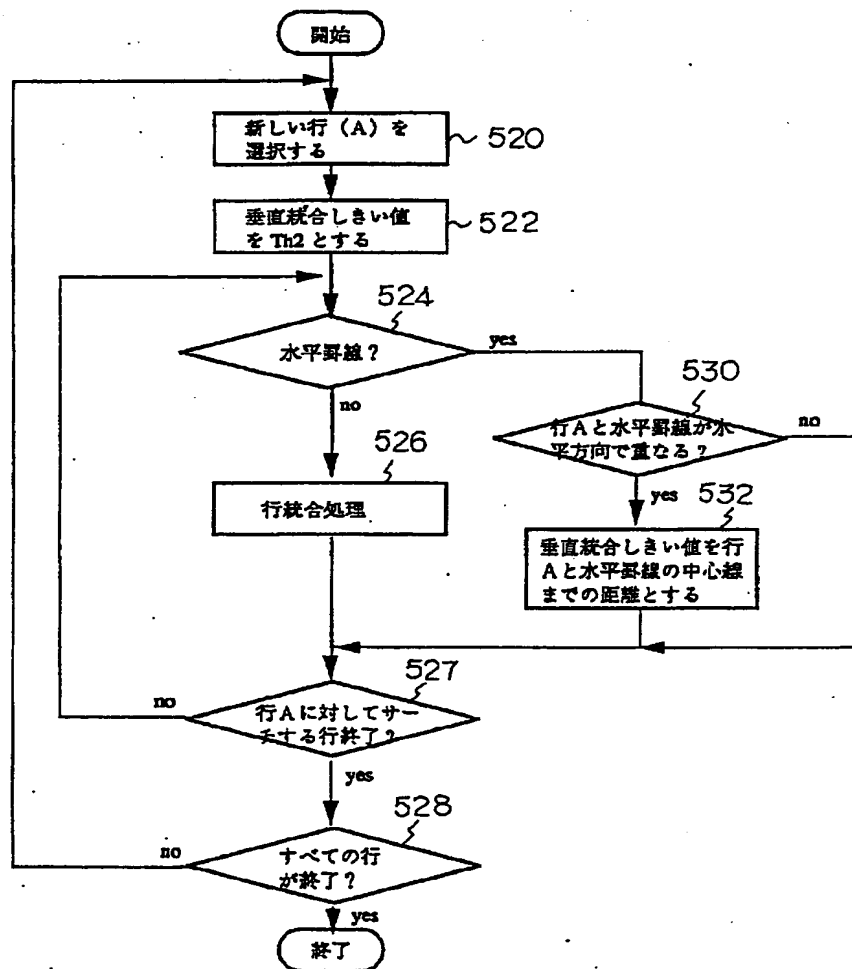 開始
新しい行（A）を
選択する
520
垂直統合しきい値
を Th2 とする
522
524
水平罫線？
yes
no
530
行Aと水平罫線が水
平方向で重なる？
no
yes
526
行統合処理
532
垂直統合しきい値を行
Aと水平罫線の中心線
までの距離とする
527
行Aに対してサー
チする行終了？
no
yes
528
すべての行
が終了？
no
yes
終了